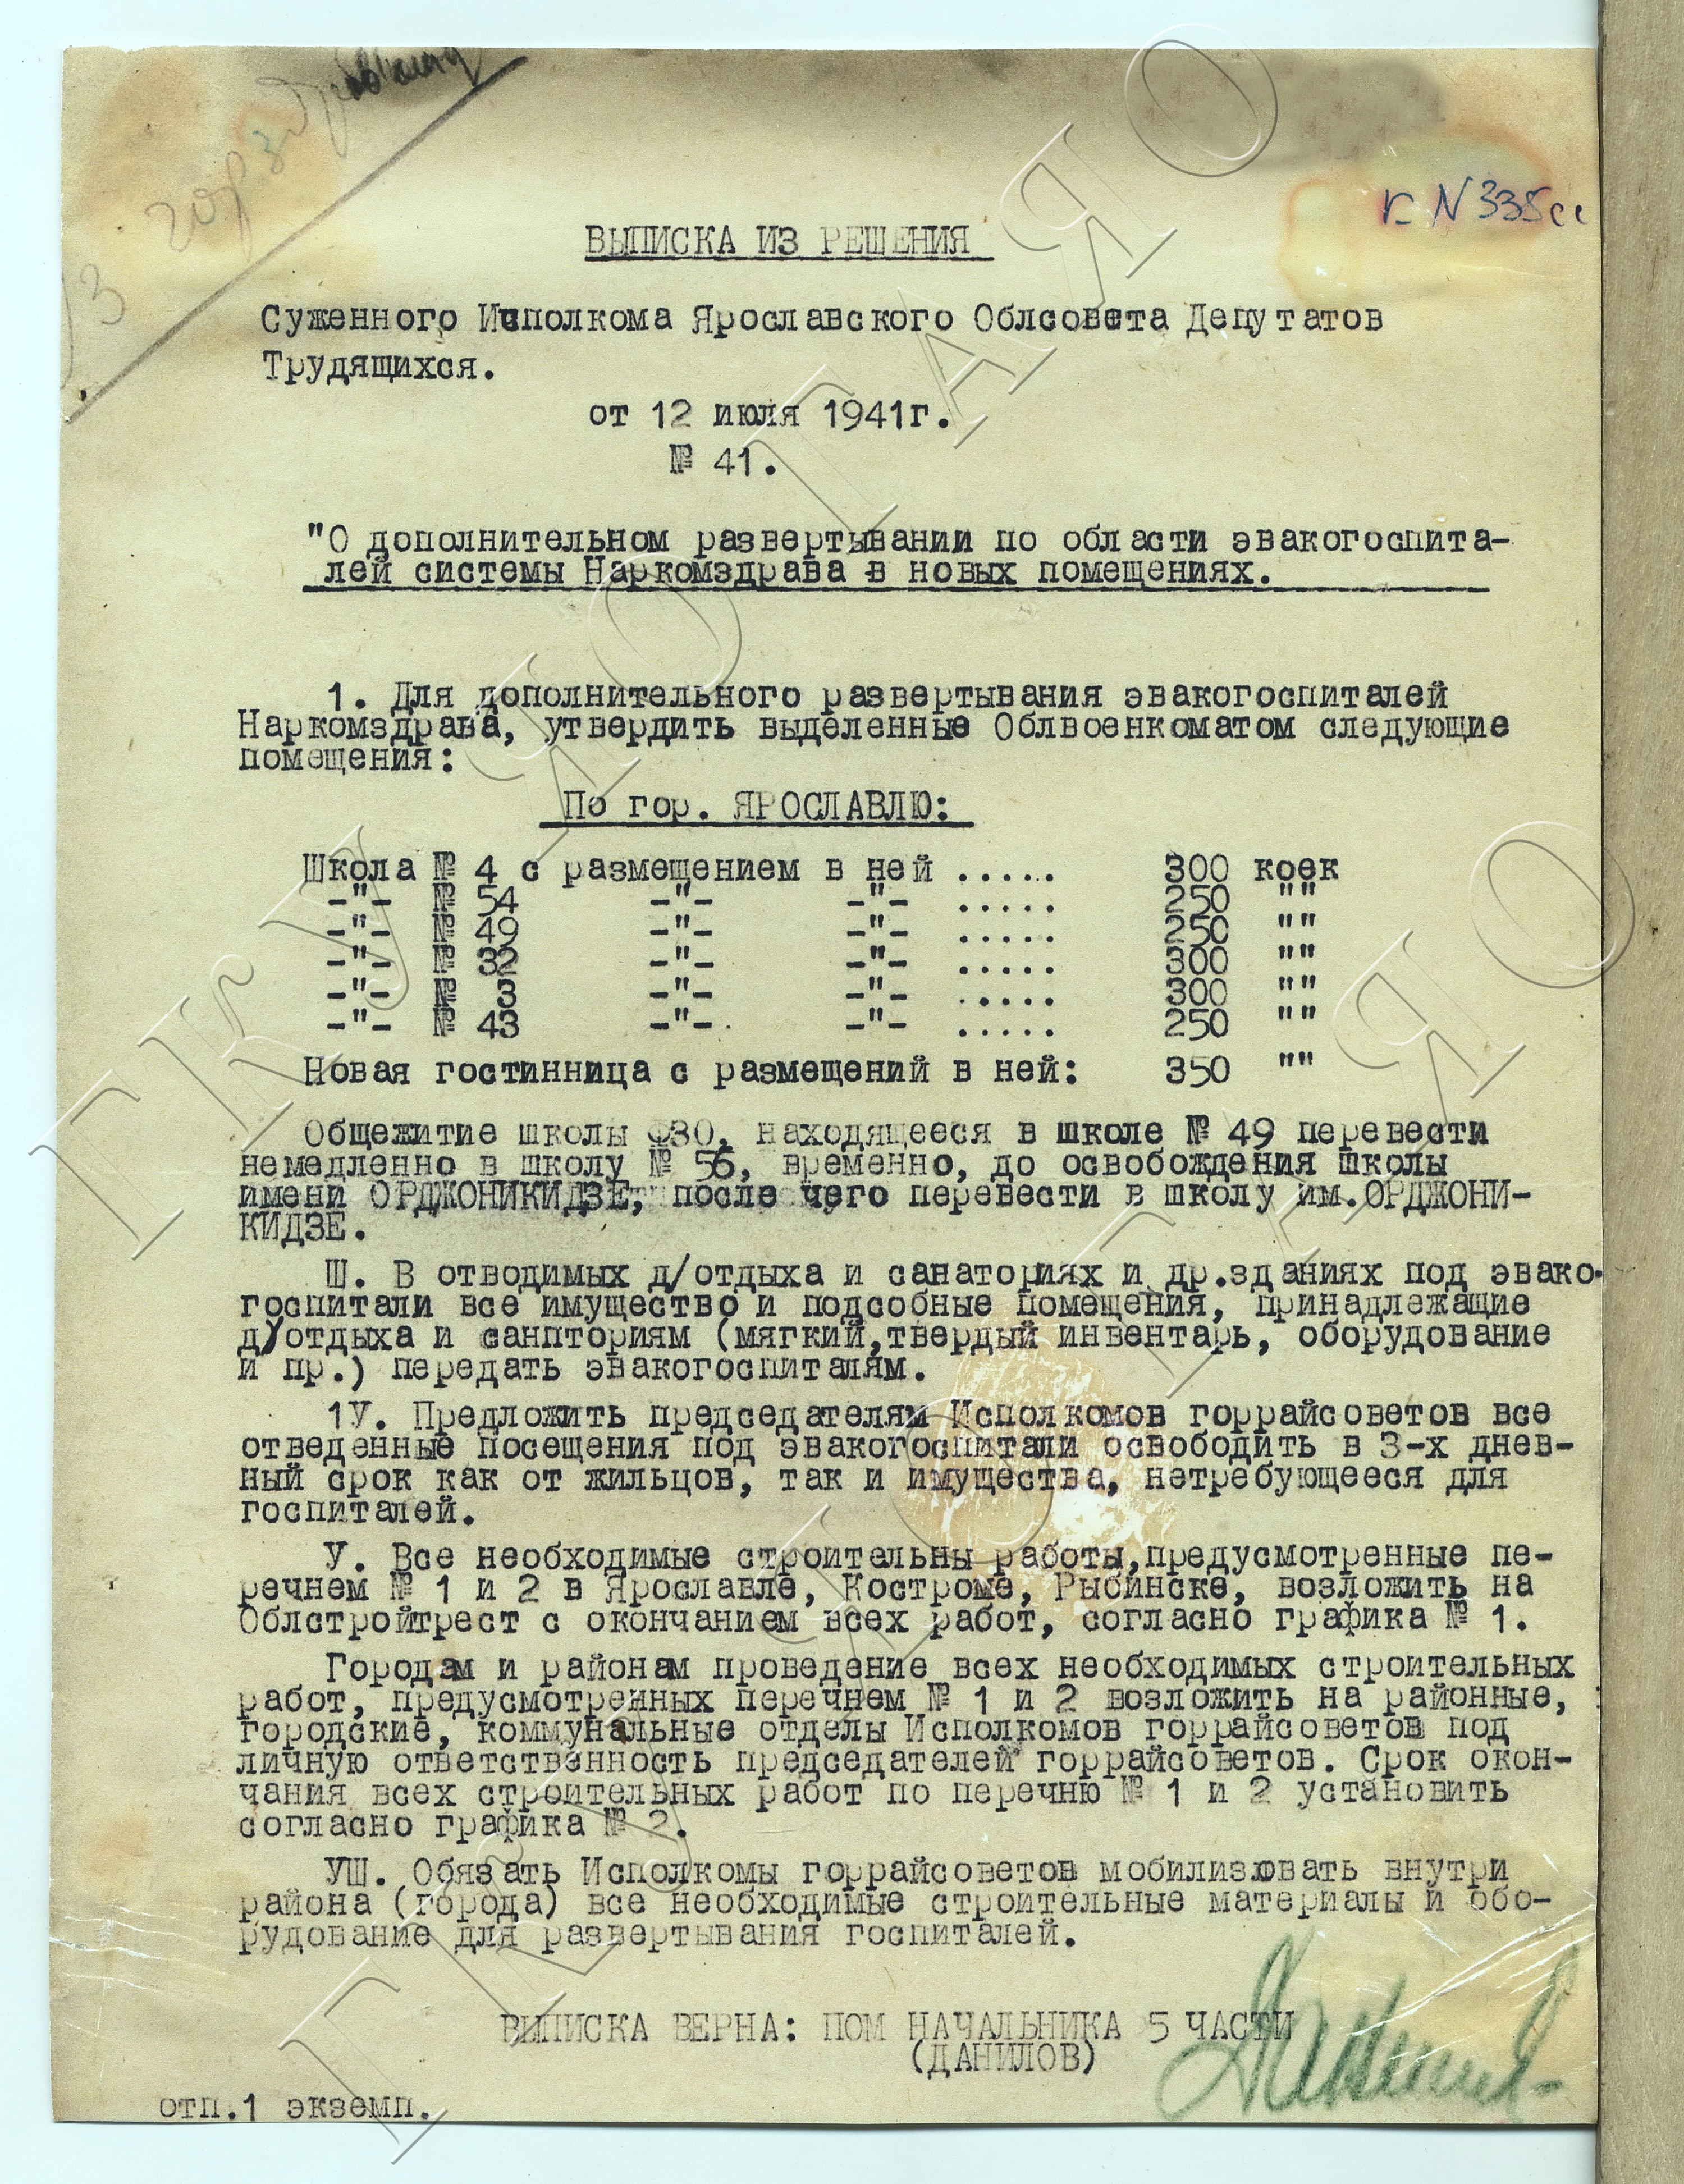 горздравотд
к N 335сс
ВЫПИСКА ИЗ РЕШЕНИЯ
Суженного Исполкома Ярославского Облсовета Депутатов
Трудящихся.
от 12 июля 1941г.
№ 41.
"О дополнительном развертывании по области эвакогоспита-
лей системы Наркомздрава в новых помещениях.
1. Для дополнительного развертывания эвакогоспиталей
Наркомздрава, утвердить выделенные Облвоенкоматом следующие
помещения:
По гор. ЯРОСЛАВЛЮ:
Школа № 4 с размещением в ней ..... 300 коек
-"- № 54 -"- -"- ..... 250 ""
-"- № 49 -"- -"- ..... 250 ""
-"- № 32 -"- -"- ..... 300 ""
-"- № 3 -"- -"- ..... 300 ""
-"- № 43 -"- -"- ..... 250 ""
Новая гостинница с размещений в ней: 350 ""
Общежитие школы ФЗО, находящееся в школе № 49 перевести
немедленно в школу № 56, временно, до освобождения школы
имени ОРДЖОНИКИДЗЕ, после чего перевести в школу им.ОРДЖОНИ-
КИДЗЕ.
Ш. В отводимых д/отдыха и санаториях и др.зданиях под эвако-
госпитали все имущество и подсобные помещения, принадлежащие
д/отдыха и санпториям (мягкий,твердый инвентарь, оборудование
и пр.) передать эвакогоспиталям.
1У. Предложить председателям Исполкомов горрайсоветов все
отведенные посещения под эвакогоспитали освободить в 3-х днев-
ный срок как от жильцов, так и имущества, нетребующееся для
госпиталей.
У. Все необходимые строительны работы,предусмотренные пе-
речнем № 1 и 2 в Ярославле, Костроме, Рыбинске, возложить на
Облстройтрест с окончанием всех работ, согласно графика № 1.
Городам и районам проведение всех необходимых строительных
работ, предусмотренных перечнем № 1 и 2 возложить на районные,
городские, коммунальные отделы Исполкомов горрайсоветов под
личную ответственность председателей горрайсоветов. Срок окон-
чания всех строительных работ по перечню № 1 и 2 установить
согласно графика № 2.
УШ. Обязать Исполкомы горрайсоветов мобилизовать внутри
района (города) все необходимые строительные материалы и обо-
рудование для развертывания госпиталей.
ВЫПИСКА ВЕРНА: ПОМ НАЧАЛЬНИКА 5 ЧАСТИ
(ДАНИЛОВ)
отп.1 экземп.